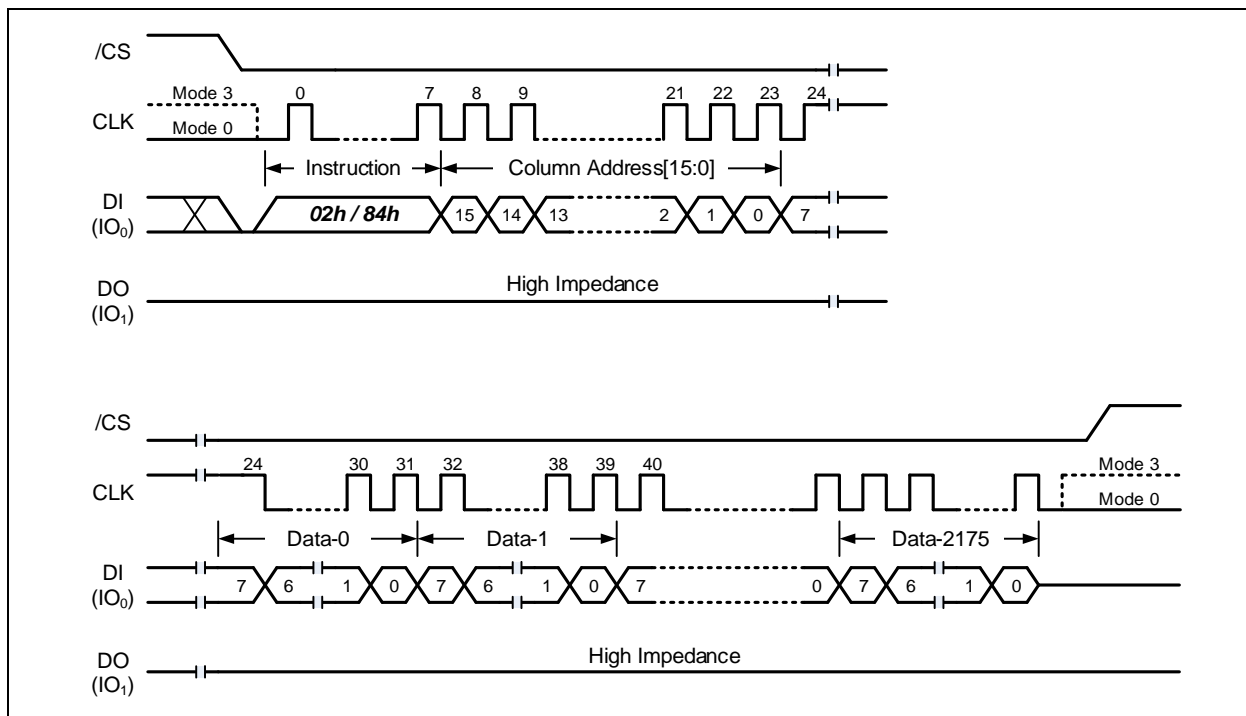 /CS
Mode 3 0 7 8 9 21 22 23 24
CLK
Mode 0
Instruction Column Address[15:0]
DI
(IO₀) 02h / 84h 15 14 13 2 1 0 7
High Impedance
DO
(IO₁)
/CS
24 30 31 32 38 39 40 Mode 3
CLK
Mode 0
Data-0 Data-1 Data-2175
DI
(IO₀) 7 6 1 0 7 6 1 0 7 0 7 6 1 0
High Impedance
DO
(IO₁)